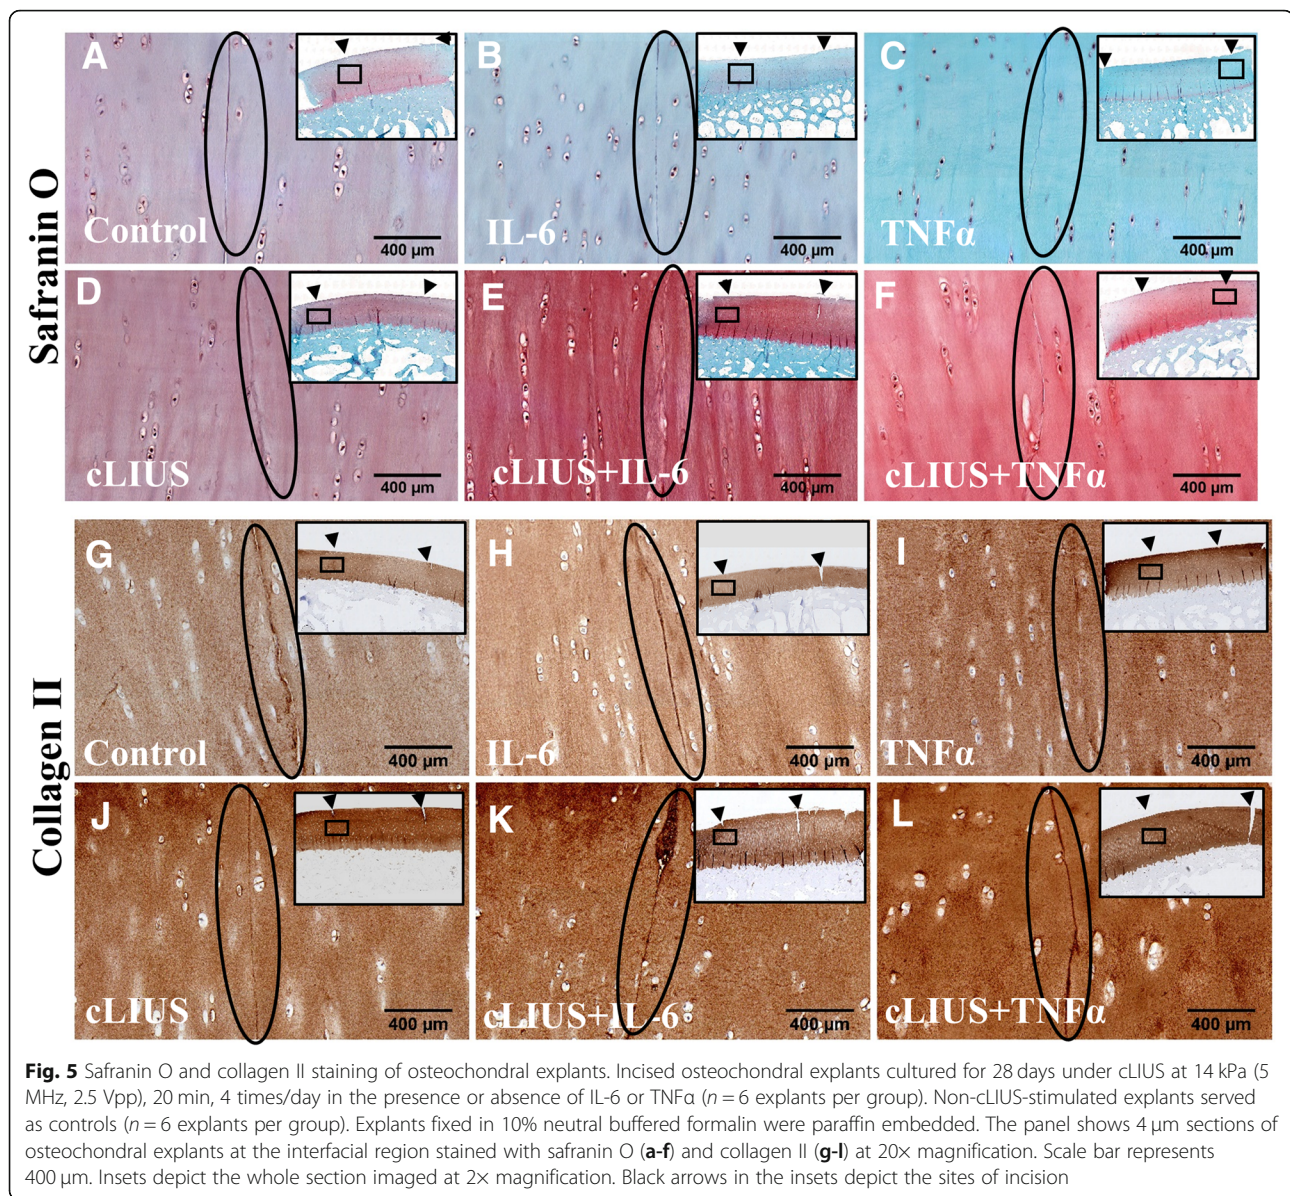 Safranin O
A
Control
400 µm
B
IL-6
400 µm
C
TNFα
400 µm
D
cLIUS
400 µm
E
cLIUS+IL-6
400 µm
F
cLIUS+TNFα
400 µm
Collagen II
G
Control
400 µm
H
IL-6
400 µm
I
TNFα
400 µm
J
cLIUS
400 µm
K
cLIUS+IL-6
400 µm
L
cLIUS+TNFα
400 µm
Fig. 5 Safranin O and collagen II staining of osteochondral explants. Incised osteochondral explants cultured for 28 days under cLIUS at 14 kPa (5
MHz, 2.5 Vpp), 20 min, 4 times/day in the presence or absence of IL-6 or TNFα (n = 6 explants per group). Non-cLIUS-stimulated explants served
as controls (n = 6 explants per group). Explants fixed in 10% neutral buffered formalin were paraffin embedded. The panel shows 4 µm sections of
osteochondral explants at the interfacial region stained with safranin O (a-f) and collagen II (g-l) at 20× magnification. Scale bar represents
400 µm. Insets depict the whole section imaged at 2× magnification. Black arrows in the insets depict the sites of incision